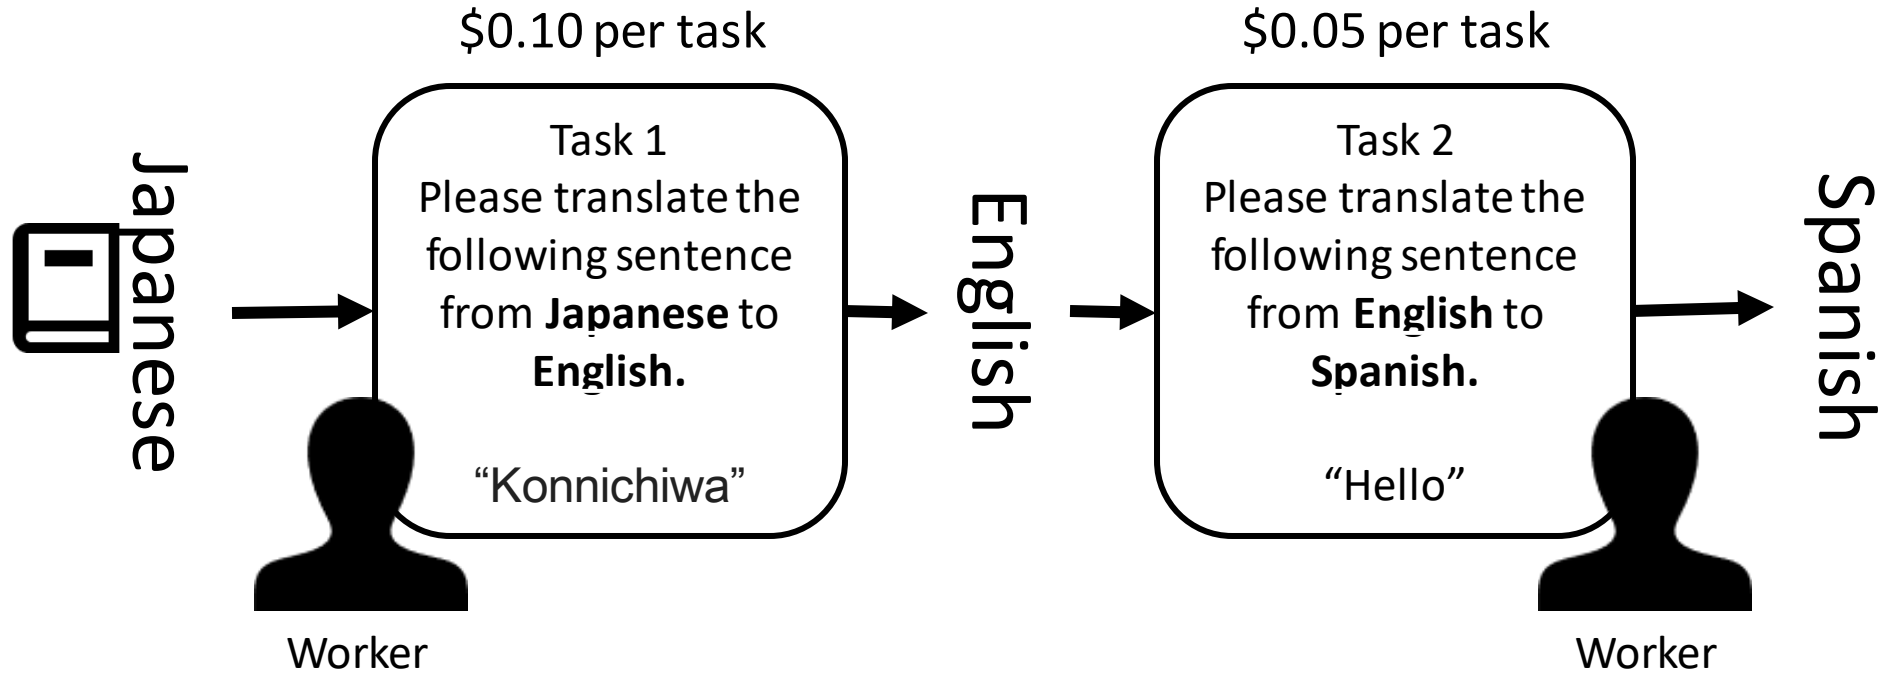 $0.10 per task
$0.05 per task
Japanese
Task 1
Please translate the
following sentence
from Japanese to
English.
“Konnichiwa”
Worker
English
Task 2
Please translate the
following sentence
from English to
Spanish.
“Hello”
Worker
Spanish